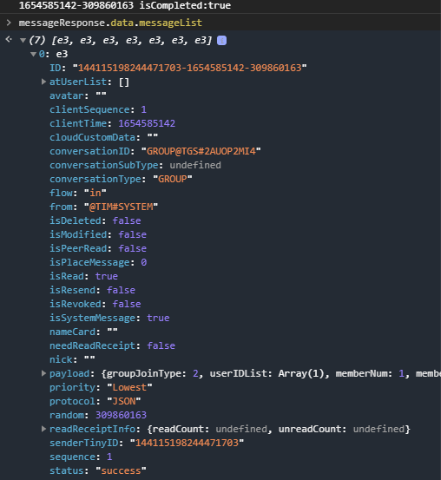 1654585142-309860163 isCompleted:true
> messageResponse.data.messageList
(7) [e3, e3, e3, e3, e3, e3, e3] i
0: e3
ID: "144115198244471703-1654585142-309860163"
atUserList: []
avatar: ""
clientSequence: 1
clientTime: 1654585142
cloudCustomData: ""
conversationID: "GROUP@TGS#2AUOP2MI4"
conversationSubType: undefined
conversationType: "GROUP"
flow: "in"
from: "@TIM#SYSTEM"
isDeleted: false
isModified: false
isPeerRead: false
isPlaceMessage: 0
isRead: true
isResend: false
isRevoked: false
isSystemMessage: true
nameCard: ""
needReadReceipt: false
nick: ""
payload: {groupJoinType: 2, userIDList: Array(1), memberNum: 1, membe
priority: "Lowest"
protocol: "JSON"
random: 309860163
readReceiptInfo: {readCount: undefined, unreadCount: undefined}
senderTinyID: "144115198244471703"
sequence: 1
status: "success"